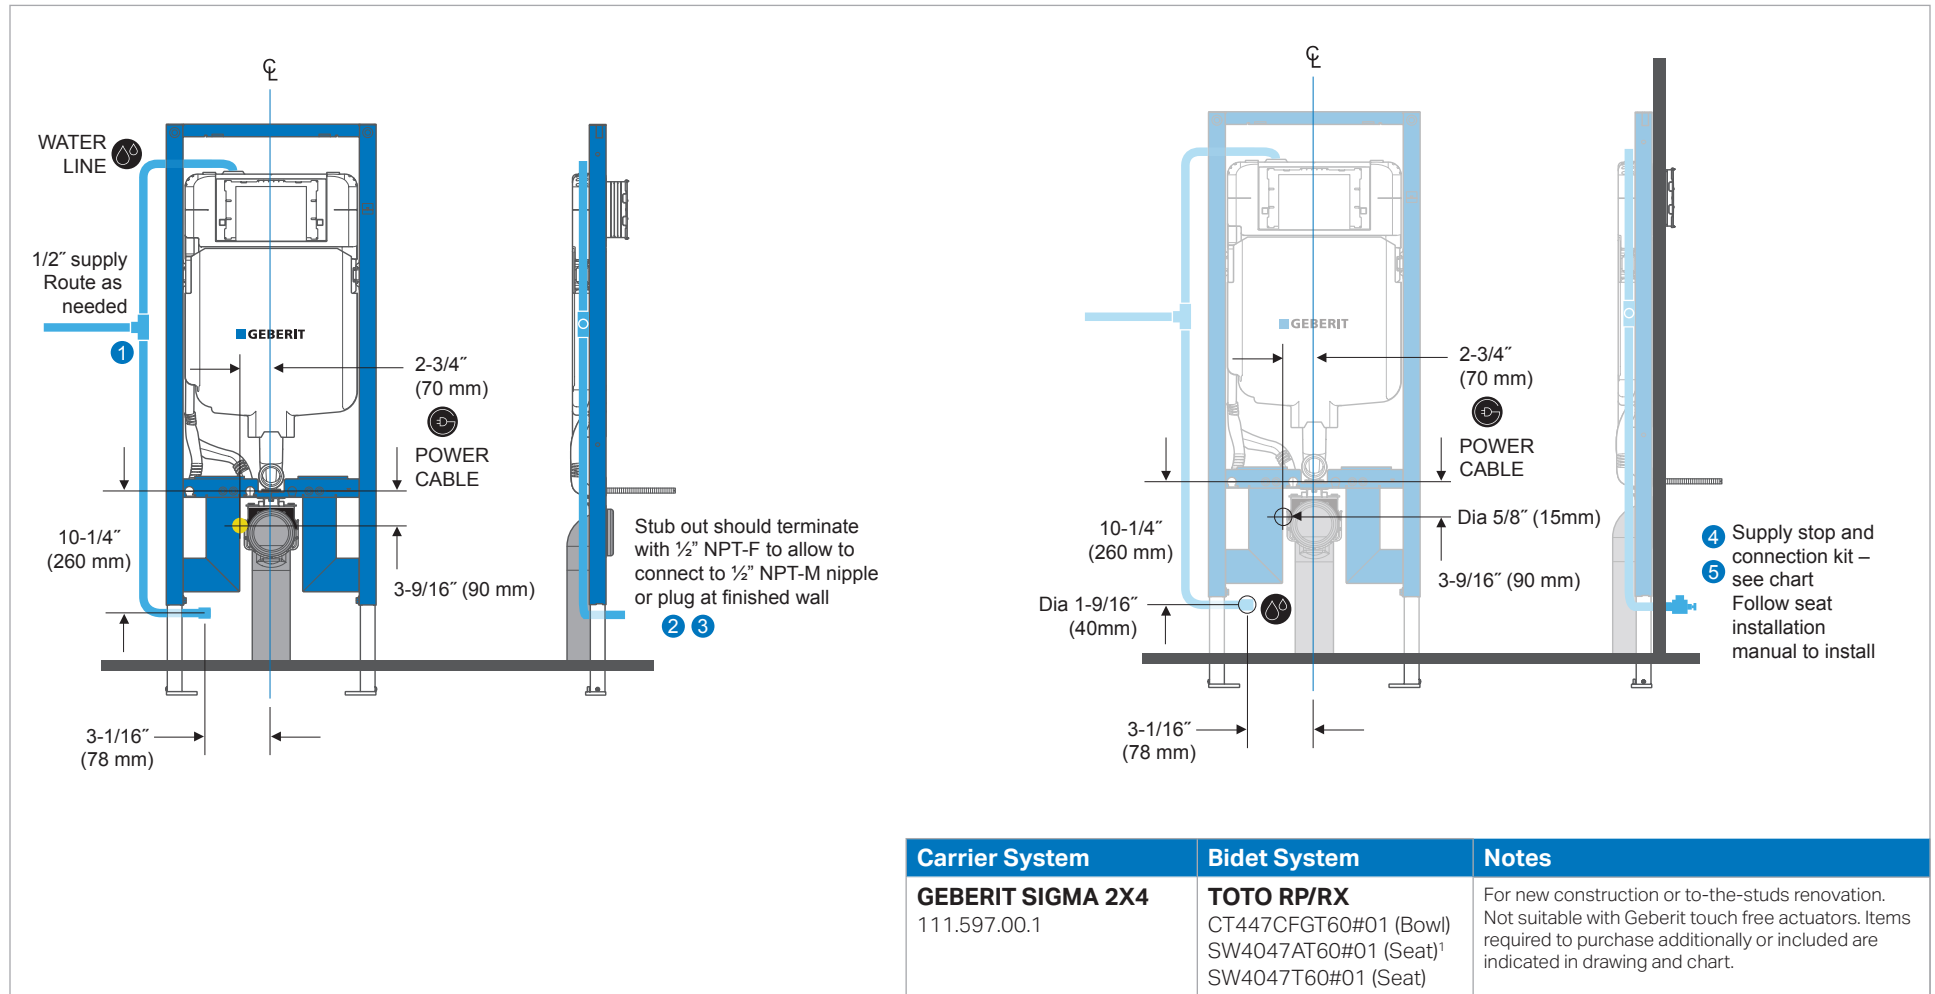 ℄
WATER
LINE
1/2˝ supply
Route as
needed
1
GEBERIT
2-3/4˝
(70 mm)
POWER
CABLE
10-1/4˝
(260 mm)
3-9/16˝ (90 mm)
3-1/16˝
(78 mm)
Stub out should terminate
with ½” NPT-F to allow to
connect to ½” NPT-M nipple
or plug at finished wall
2 3
℄
GEBERIT
2-3/4˝
(70 mm)
POWER
CABLE
10-1/4˝
(260 mm)
Dia 5/8˝ (15mm)
3-9/16˝ (90 mm)
Dia 1-9/16˝
(40mm)
3-1/16˝
(78 mm)
4 Supply stop and
connection kit –
5 see chart
Follow seat
installation
manual to install
Carrier System Bidet System Notes
GEBERIT SIGMA 2X4
111.597.00.1
TOTO RP/RX
CT447CFGT60#01 (Bowl)
SW4047AT60#01 (Seat)¹
SW4047T60#01 (Seat)
For new construction or to-the-studs renovation.
Not suitable with Geberit touch free actuators. Items
required to purchase additionally or included are
indicated in drawing and chart.